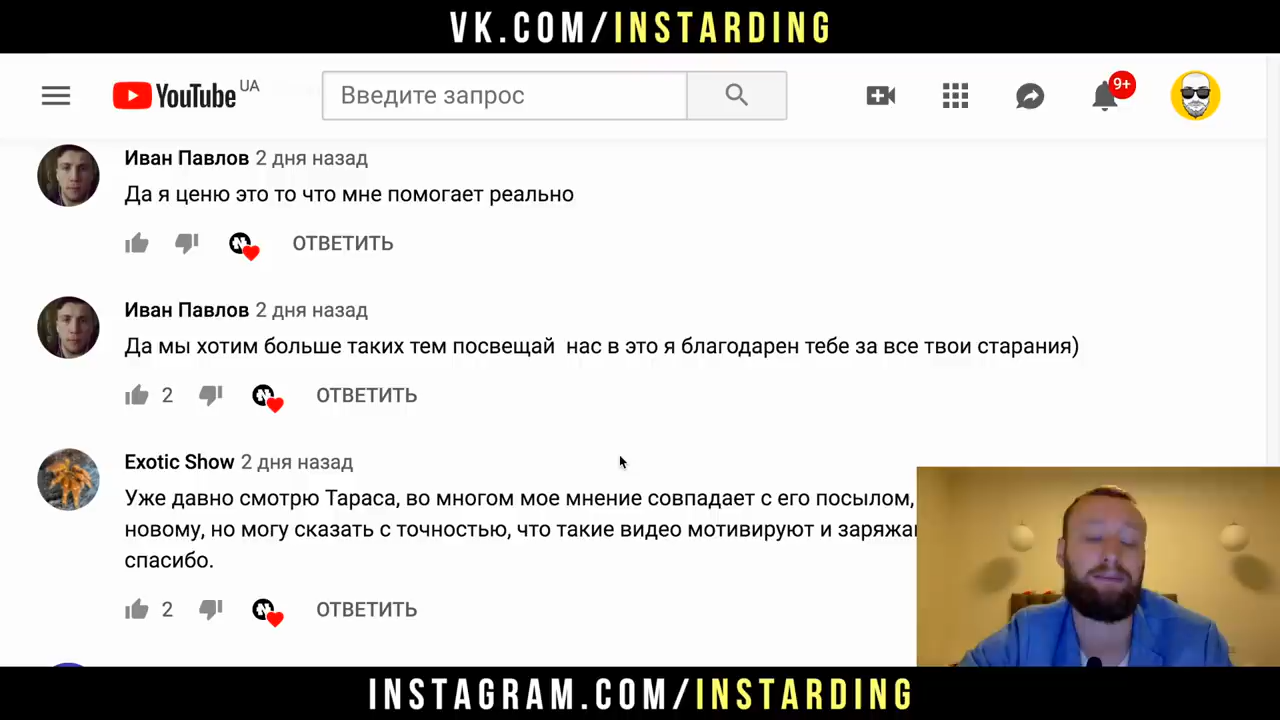 VK.COM/INSTARDING
YouTube UA
Введите запрос
9+
Иван Павлов 2 дня назад
Да я ценю это то что мне помогает реально
ОТВЕТИТЬ
Иван Павлов 2 дня назад
Да мы хотим больше таких тем посвещай нас в это я благодарен тебе за все твои старания)
2 ОТВЕТИТЬ
Exotic Show 2 дня назад
Уже давно смотрю Тараса, во многом мое мнение совпадает с его посылом,
новому, но могу сказать с точностью, что такие видео мотивируют и
спасибо.
2 ОТВЕТИТЬ
INSTAGRAM.COM/INSTARDING